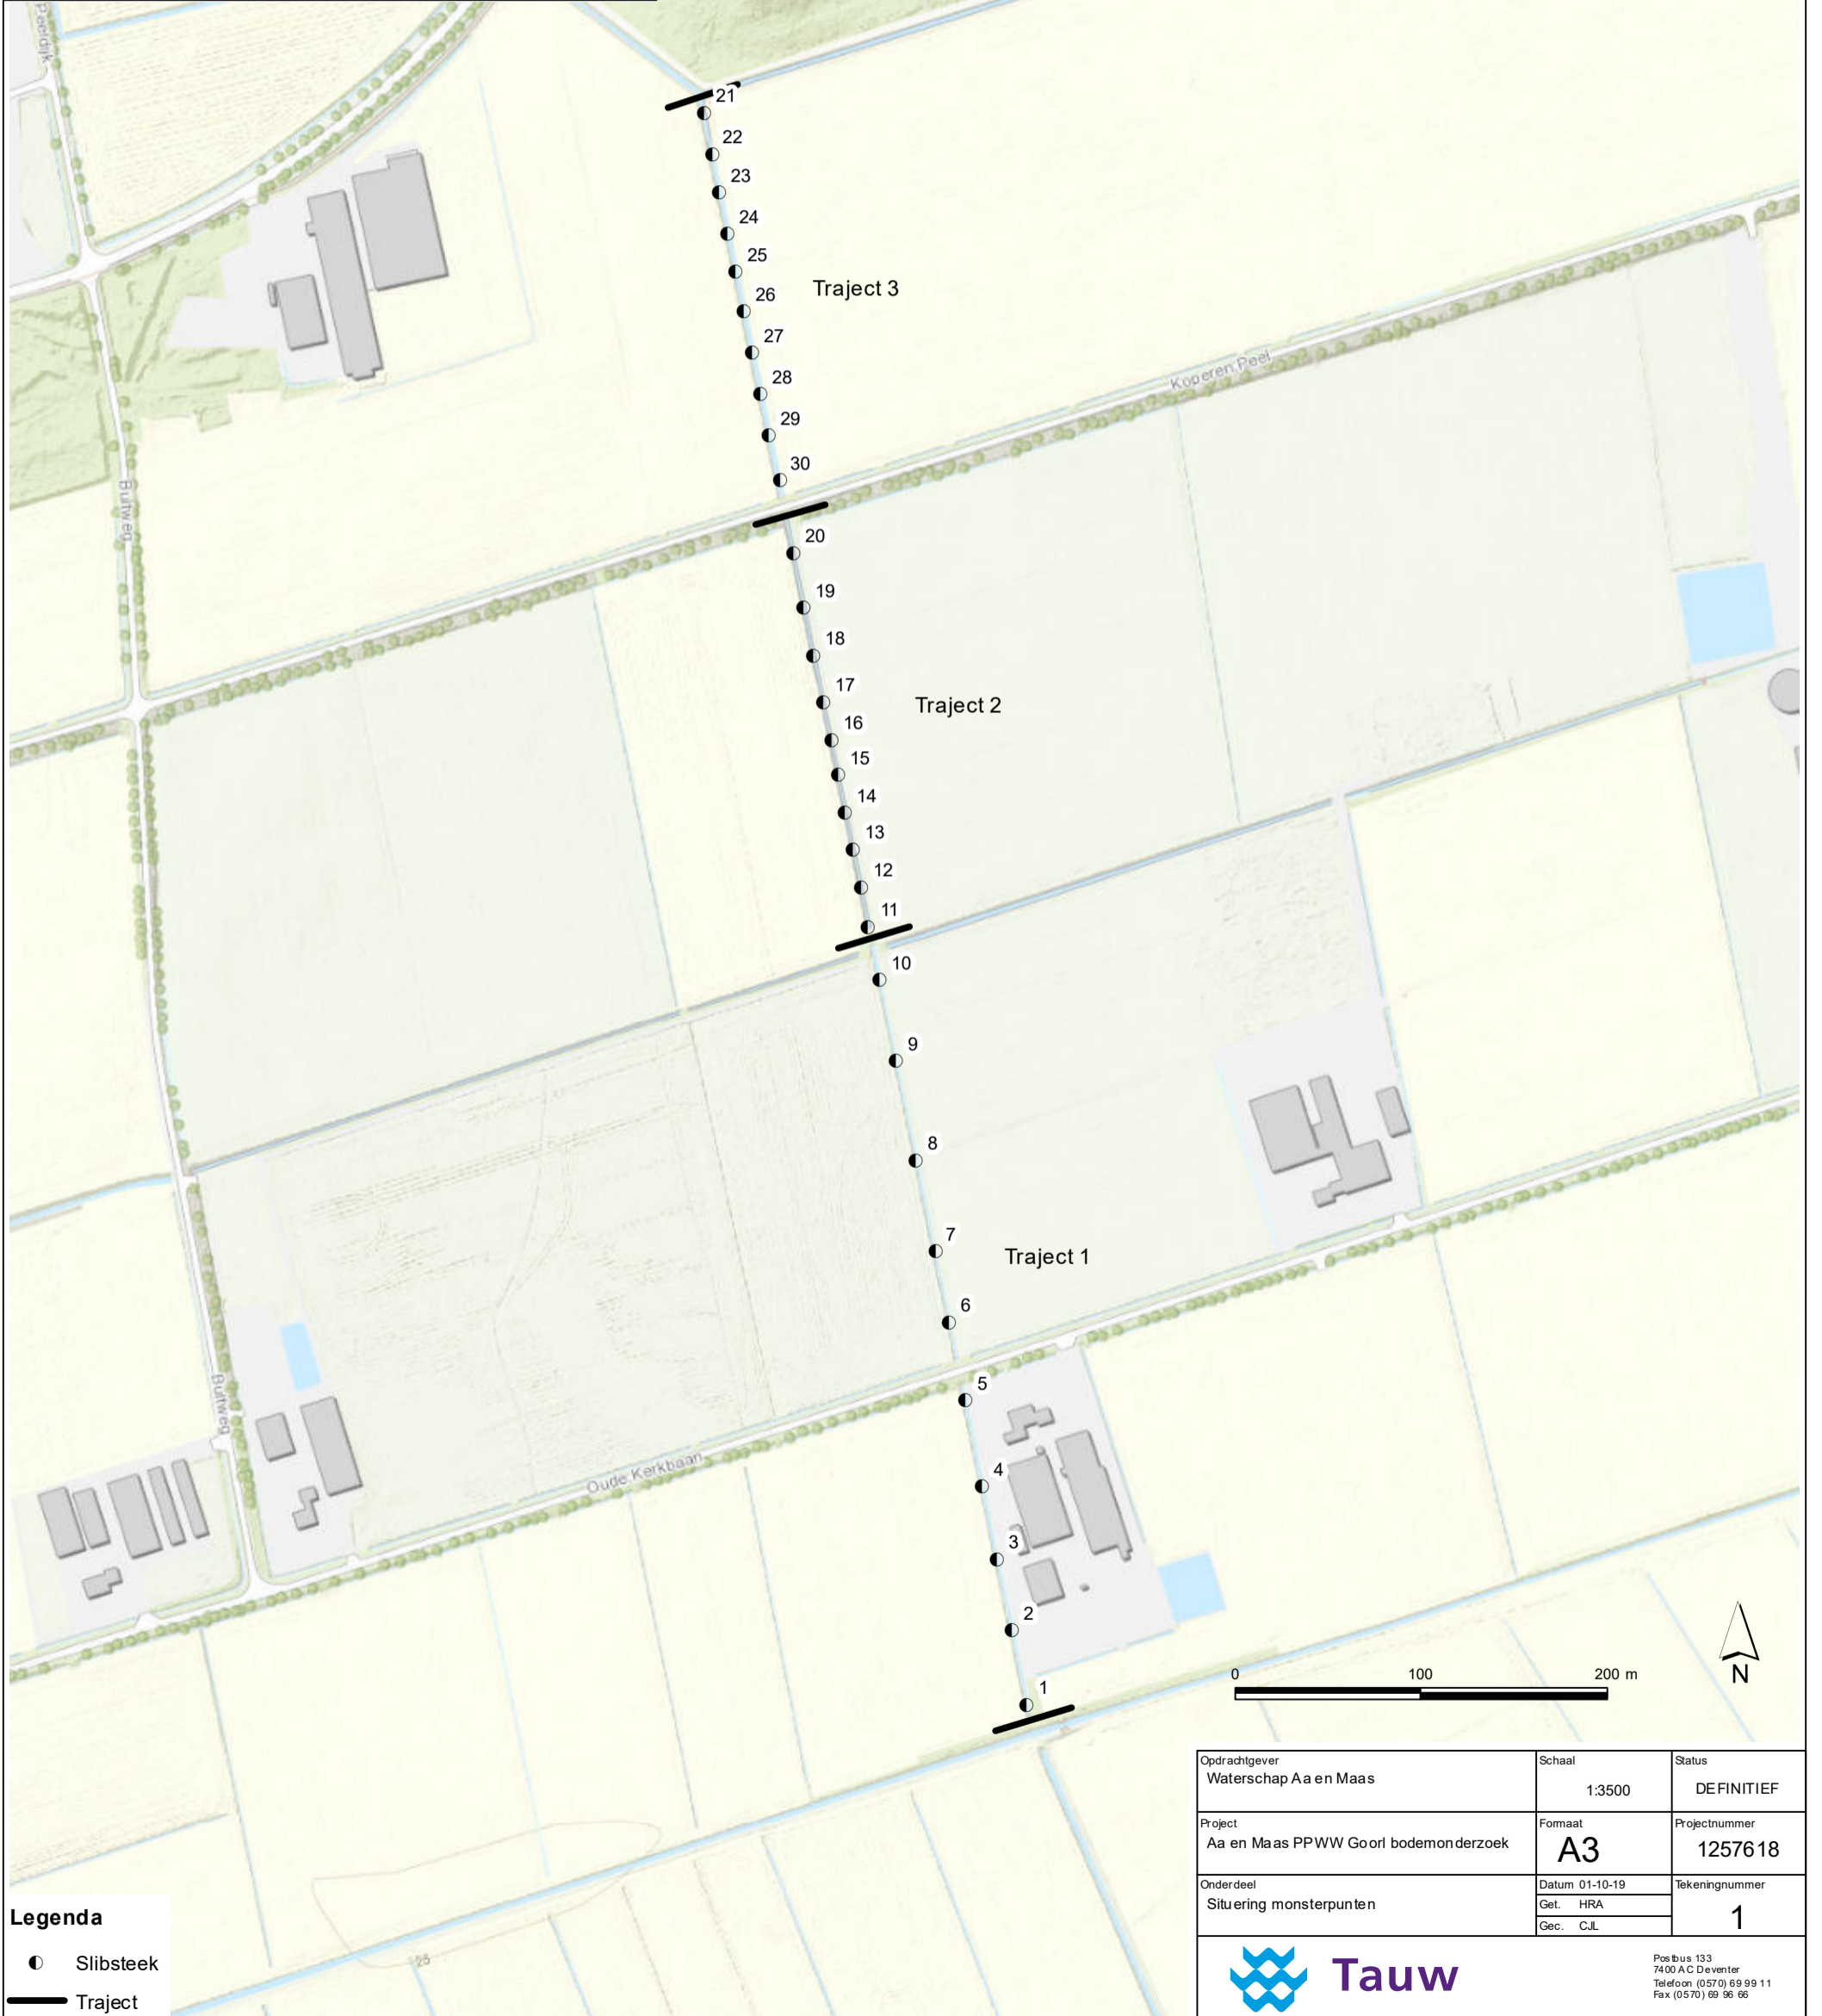 Peeldijk
21
22
23
24
25
26
27
28
29
30
Traject 3
Koperen Peel
Bultweg
20
19
18
17
16
15
14
13
12
11
Traject 2
10
9
8
7
6
Traject 1
5
4
3
2
1
Bultweg
Oude Kerkbaan
25
0 100 200 m
N
Opdrachtgever
Waterschap Aa en Maas
Schaal
1:3500
Status
DEFINITIEF
Project
Aa en Maas PPWW Goorl bodemonderzoek
Formaat
A3
Projectnummer
1257618
Onderdeel
Situering monsterpunten
Datum 01-10-19
Get. HRA
Gec. CJL
Tekeningnummer
1
Tauw
Postbus 133
7400 AC Deventer
Telefoon (0570) 69 99 11
Fax (0570) 69 96 66
Legenda
Slibsteek
Traject